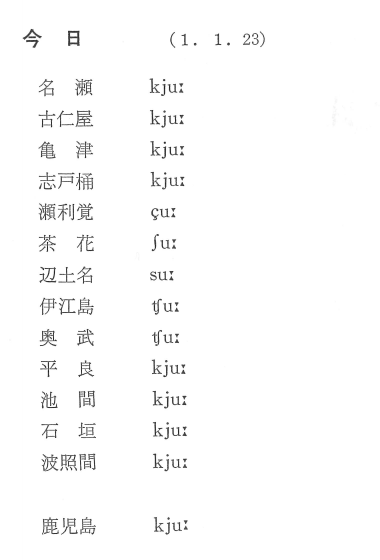 今日 (1. 1. 23)
名瀬 kjuː
古仁屋 kjuː
亀津 kjuː
志戸桶 kjuː
瀬利覚 çuː
茶花 ʃuː
辺土名 suː
伊江島 ʧuː
奥武 ʧuː
平良 kjuː
池間 kjuː
石垣 kjuː
波照間 kjuː
鹿児島 kjuː